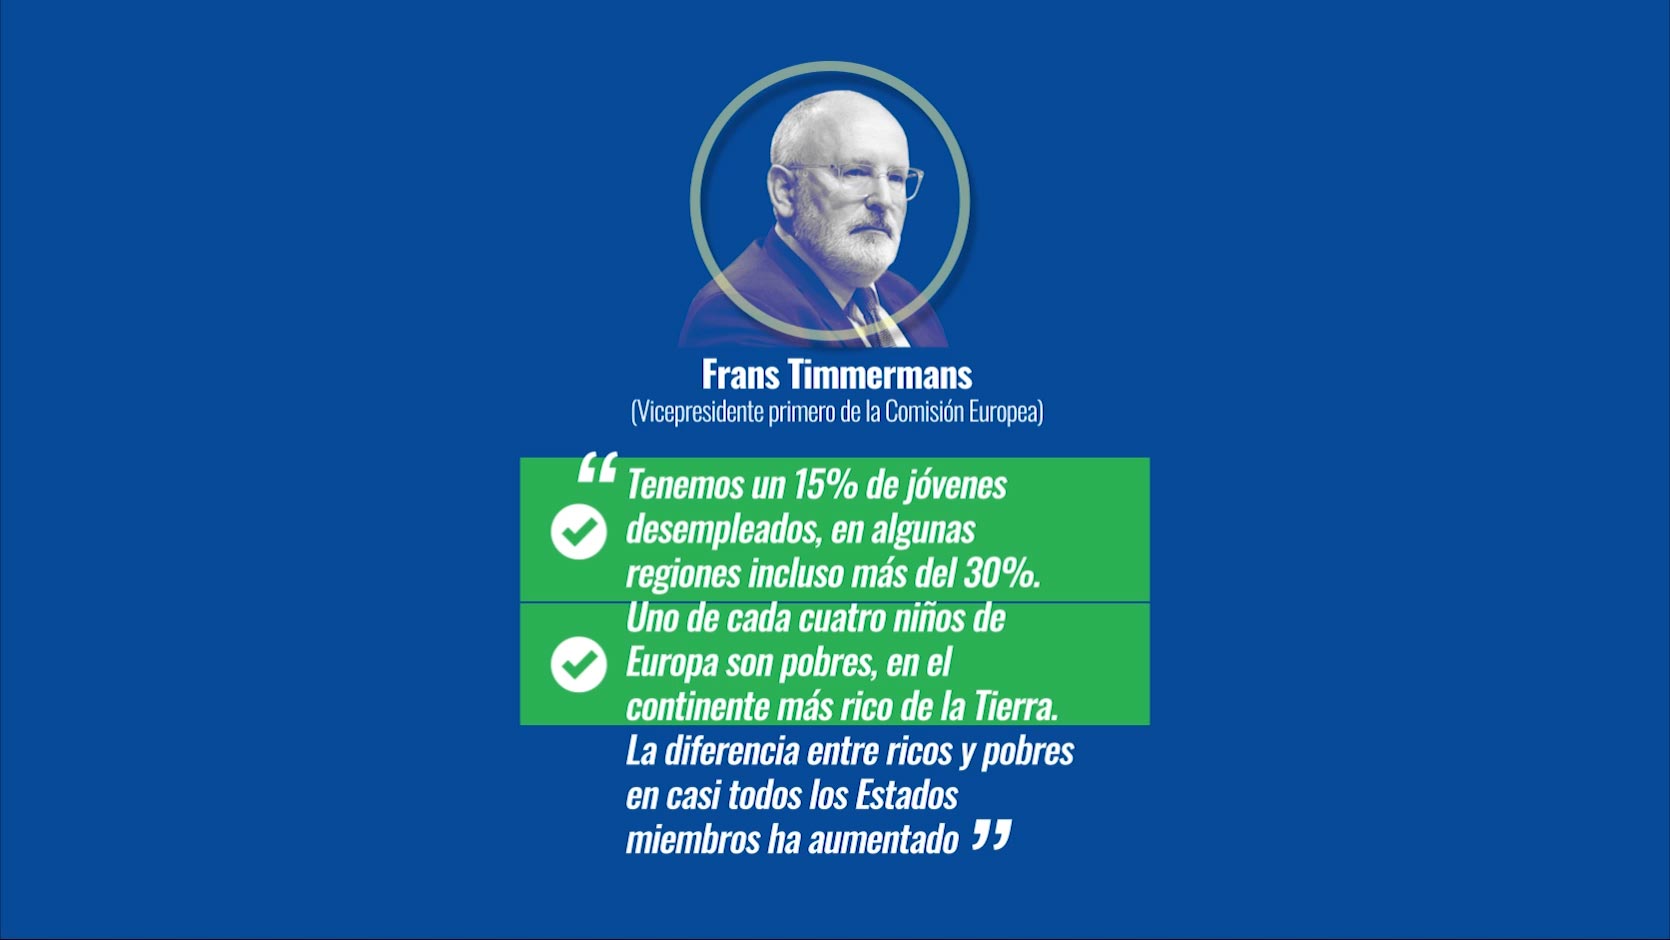 Frans Timmermans
(Vicepresidente primero de la Comisión Europea)
“Tenemos un 15% de jóvenes
desempleados, en algunas
regiones incluso más del 30%.
Uno de cada cuatro niños de
Europa son pobres, en el
continente más rico de la Tierra.
La diferencia entre ricos y pobres
en casi todos los Estados
miembros ha aumentado”